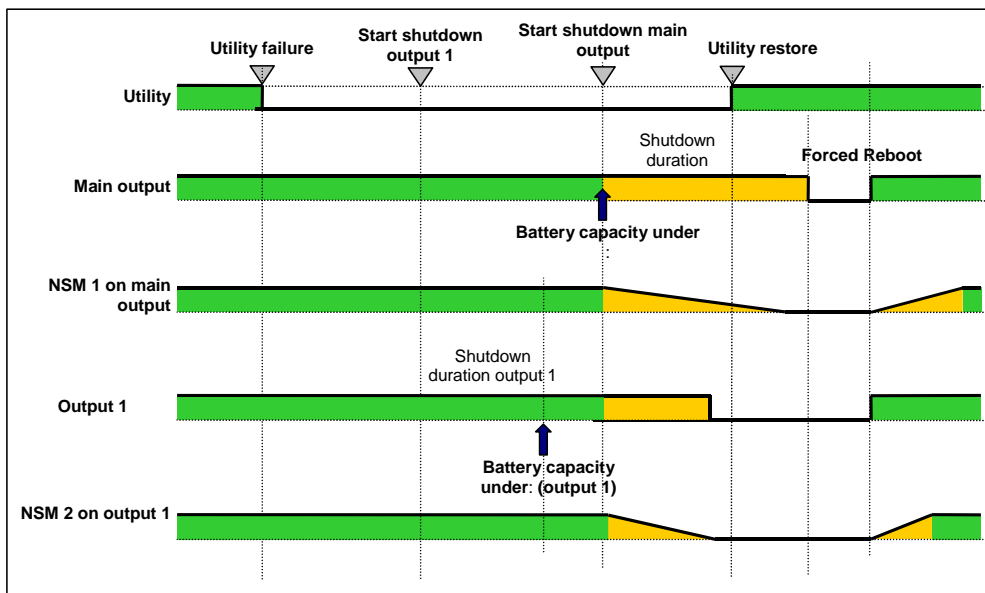 Utility failure
Start shutdown
output 1
Start shutdown main
output
Utility restore
Utility
Shutdown
duration
Forced Reboot
Main output
Battery capacity under
:
NSM 1 on main
output
Shutdown
duration output 1
Output 1
Battery capacity
under: (output 1)
NSM 2 on output 1